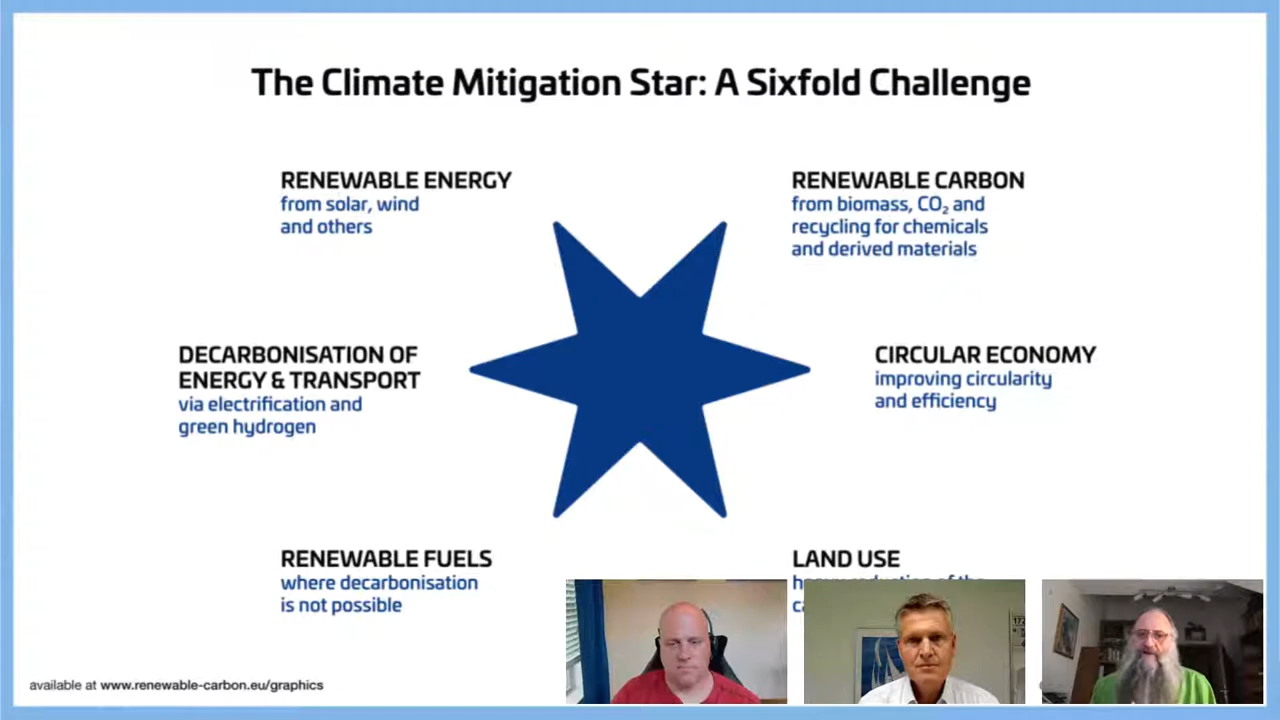 The Climate Mitigation Star: A Sixfold Challenge
RENEWABLE ENERGY
from solar, wind
and others
RENEWABLE CARBON
from biomass, CO₂ and
recycling for chemicals
and derived materials
DECARBONISATION OF
ENERGY & TRANSPORT
via electrification and
green hydrogen
CIRCULAR ECONOMY
improving circularity
and efficiency
RENEWABLE FUELS
where decarbonisation
is not possible
LAND USE
available at www.renewable-carbon.eu/graphics